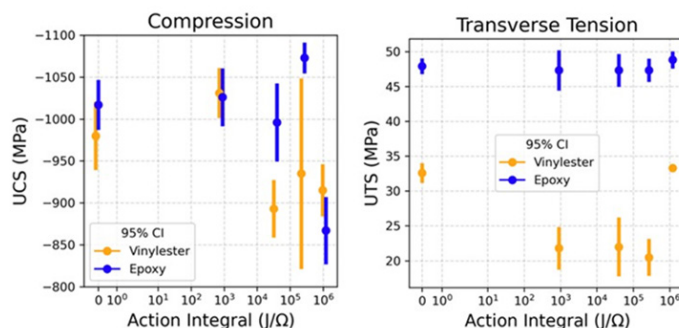 Compression
UCS (MPa)
−1100
−1050
−1000
−950
−900
−850
−800
95% CI
Vinylester
Epoxy
0 10⁰ 10¹ 10² 10³ 10⁴ 10⁵ 10⁶
Action Integral (J/Ω)
Transverse Tension
UTS (MPa)
50
45
40
35
30
25
20
95% CI
Vinylester
Epoxy
0 10⁰ 10¹ 10² 10³ 10⁴ 10⁵ 10⁶
Action Integral (J/Ω)